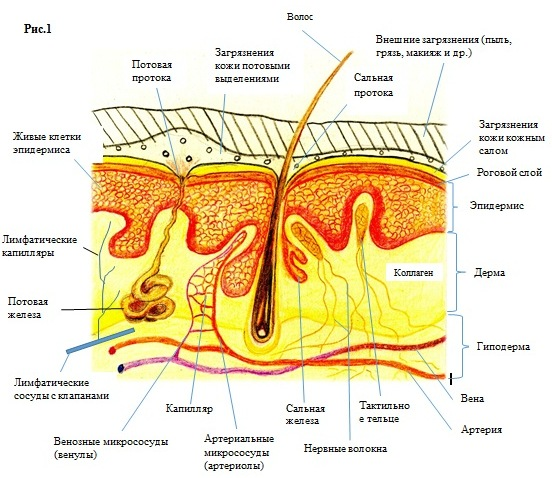 Рис.1
Волос
Внешние загрязнения (пыль,
грязь, макияж и др.)
Загрязнения
кожи потовыми
выделениями
Потовая
протока
Сальная
протока
Загрязнения
кожи кожным
салом
Живые клетки
эпидермиса
Роговой слой
Эпидермис
Лимфатические
капилляры
Коллаген
Дерма
Потовая
железа
Гиподерма
Лимфатические
сосуды с клапанами
Капилляр
Сальная
железа
Тактильно
е тельце
Вена
Артерия
Венозные микрососуды
(венулы)
Артериальные
микрососуды
(артериолы)
Нервные волокна